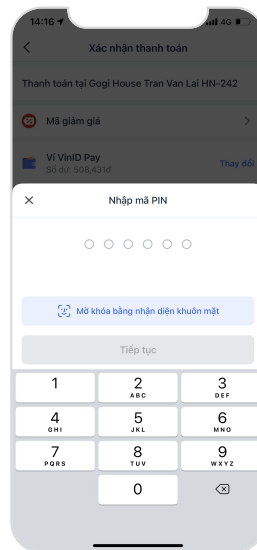 14:16
4G
Xác nhận thanh toán
Thanh toán tại Gogi House Tran Van Lai HN-242
Mã giảm giá
Ví VinID Pay
Thay đổi
Số dư: 508,431đ
Nhập mã PIN
Mở khóa bằng nhận diện khuôn mặt
Tiếp tục
1
2
ABC
3
DEF
4
GHI
5
JKL
6
MNO
7
PQRS
8
TUV
9
WXYZ
0